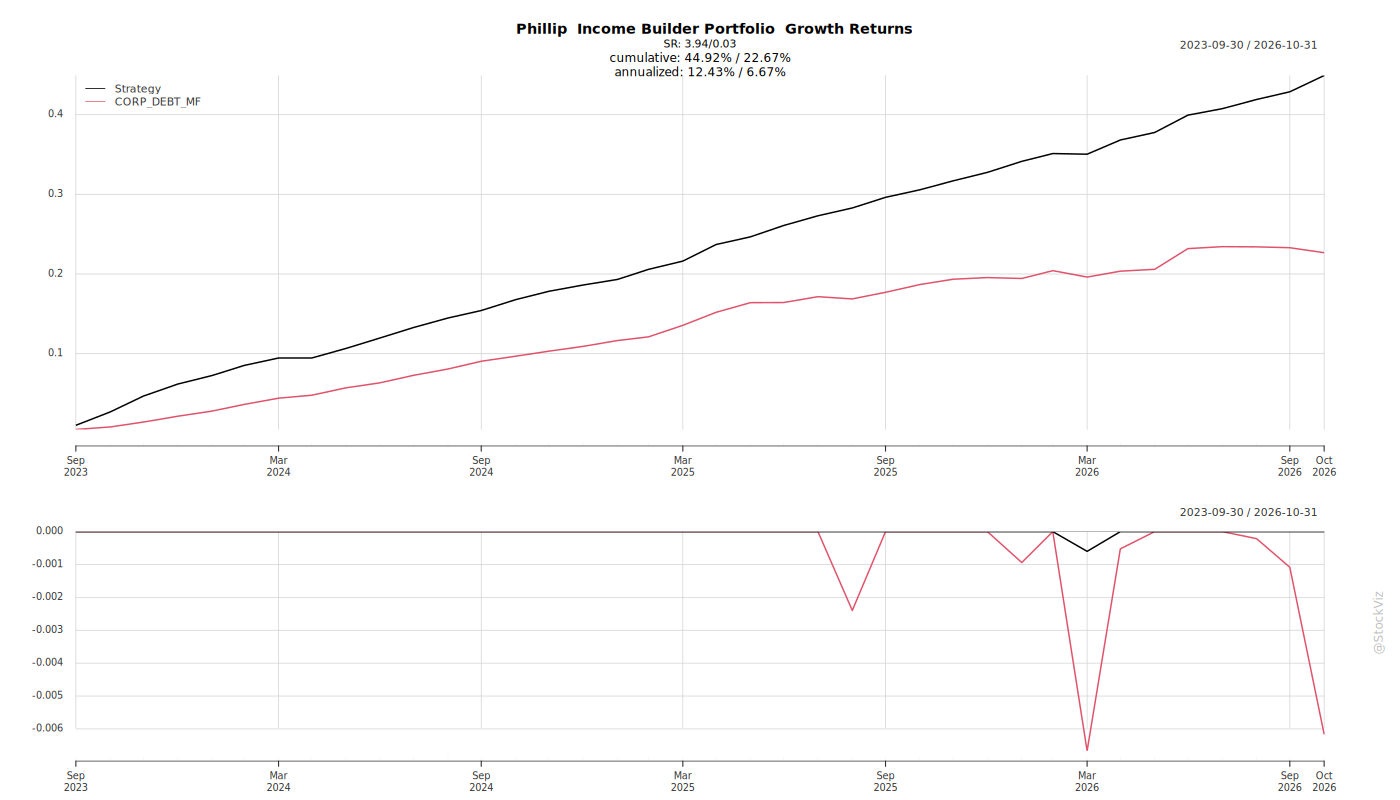 Phillip  Income Builder Portfolio  Growth Returns
SR: 3.94/0.03
cumulative: 44.92% / 22.67%
annualized: 12.43% / 6.67%
2023-09-30 / 2026-10-31
Strategy
CORP_DEBT_MF
0.4
0.3
0.2
0.1
Sep Mar Sep Mar Sep Mar Sep Oct
2023 2024 2024 2025 2025 2026 2026 2026
2023-09-30 / 2026-10-31
0.000
-0.001
-0.002
-0.003
-0.004
-0.005
-0.006
Sep Mar Sep Mar Sep Mar Sep Oct
2023 2024 2024 2025 2025 2026 2026 2026
@StockViz